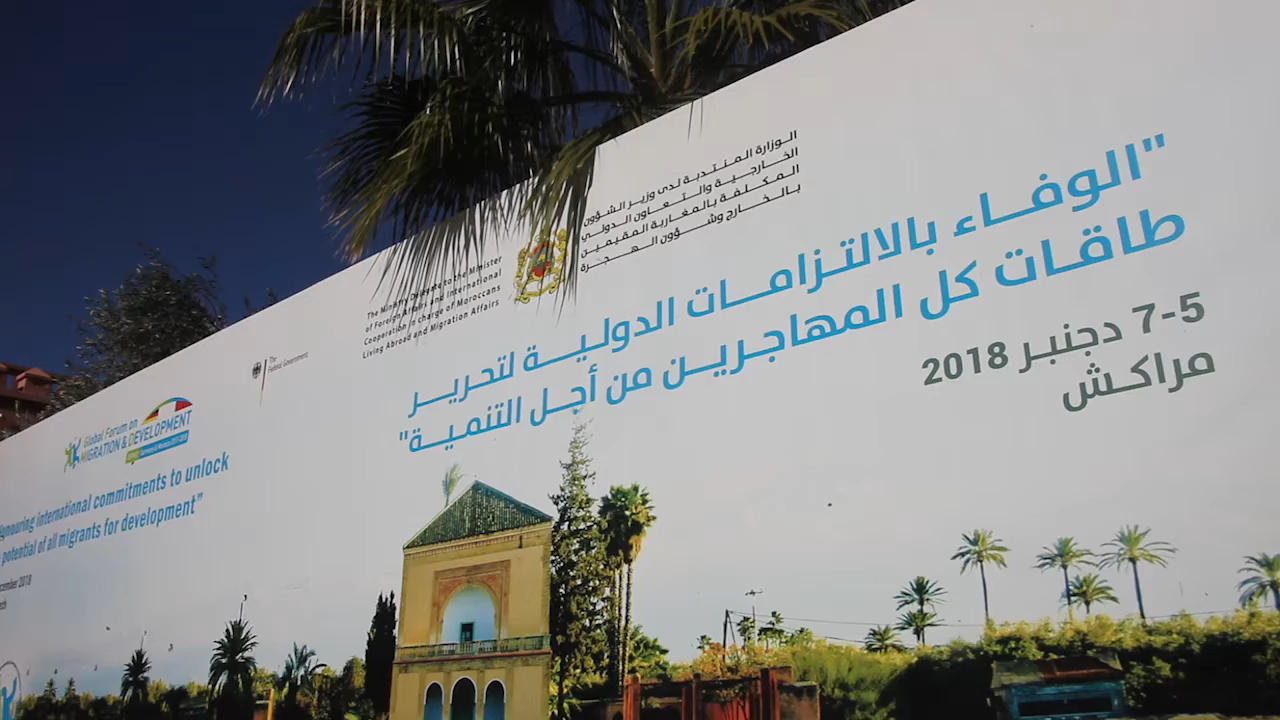 الوزارة المنتدبة لدى وزير الشؤون
الخارجية والتعاون الدولي
المكلفة بالمغاربة المقيمين
بالخارج وشؤون الهجرة
The Ministry Delegate to the Minister
of Foreign Affairs and International
Cooperation in charge of Moroccans
Living Abroad and Migration Affairs
The
Federal Government
Global Forum on
MIGRATION & DEVELOPMENT
"الوفاء بالالتزامات الدولية لتحرير
طاقات كل المهاجرين من أجل التنمية"
5-7 دجنبر 2018
مراكش
onouring international commitments to unlock
potential of all migrants for development"
cember 2018